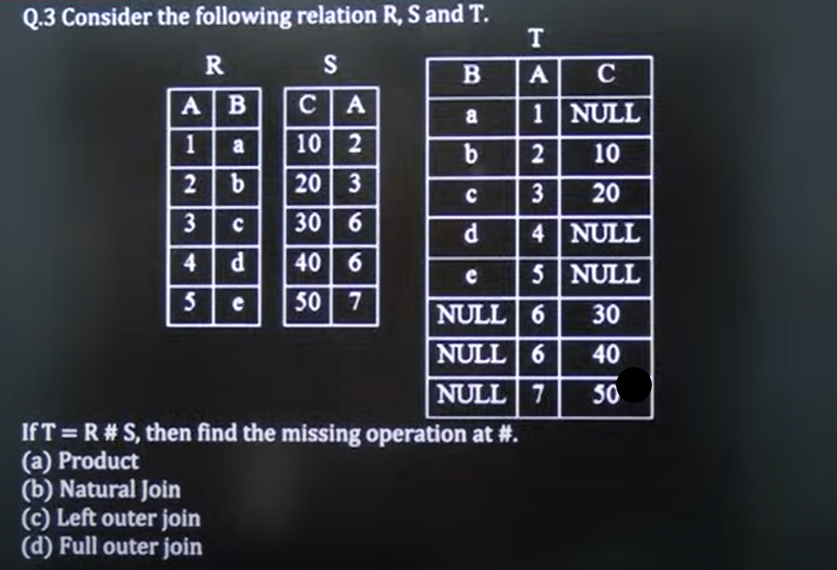 Q.3 Consider the following relation R, S and T.
R
A B
1 a
2 b
3 c
4 d
5 e
S
C A
10 2
20 3
30 6
40 6
50 7
T
B A C
a 1 NULL
b 2 10
c 3 20
d 4 NULL
e 5 NULL
NULL 6 30
NULL 6 40
NULL 7 50
If T = R # S, then find the missing operation at #.
(a) Product
(b) Natural Join
(c) Left outer join
(d) Full outer join